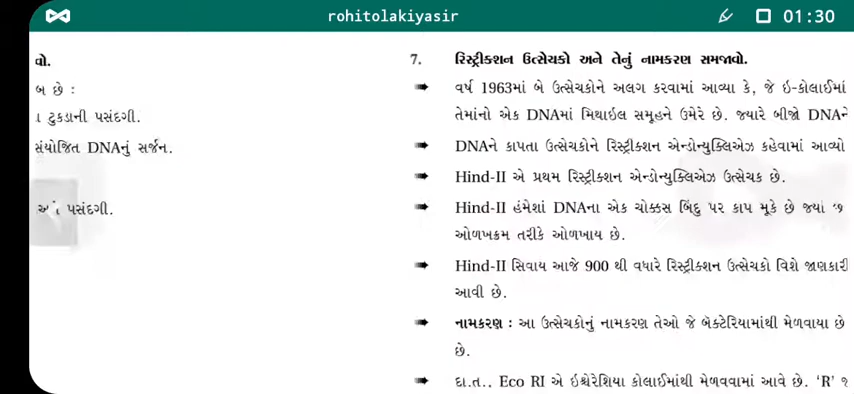 rohitolakiyasir
01:30
વો.
બ છે :
ટુકડાની પસંદગી.
સંયોજિત DNAનું સર્જન.
પસંદગી.
7. રિસ્ટ્રીક્શન ઉત્સેચકો અને તેનું નામકરણ સમજાવો.
➡ વર્ષ 1963માં બે ઉત્સેચકોને અલગ કરવામાં આવ્યા કે, જે ઇ-કોલાઈમાં
તેમાંનો એક DNAમાં મિથાઇલ સમૂહને ઉમેરે છે. જ્યારે બીજો DNAને
➡ DNAને કાપતા ઉત્સેચકોને રિસ્ટ્રીક્શન એન્ડોન્યુક્લિએઝ કહેવામાં આવ્યો
➡ Hind-II એ પ્રથમ રિસ્ટ્રીક્શન એન્ડોન્યુક્લિએઝ ઉત્સેચક છે.
➡ Hind-II હંમેશાં DNAના એક ચોક્કસ બિંદુ પર કાપ મૂકે છે જ્યાં
ઓળખક્રમ તરીકે ઓળખાય છે.
➡ Hind-II સિવાય આજે 900 થી વધારે રિસ્ટ્રીક્શન ઉત્સેચકો વિશે જાણકારી
આવી છે.
➡ નામકરણ : આ ઉત્સેચકોનું નામકરણ તેઓ જે બૅક્ટેરિયામાંથી મેળવાયા છે
છે.
➡ દા.ત., Eco RI એ ઇશ્ચેરેશિયા કોલાઈમાંથી મેળવવામાં આવે છે. ‘R’